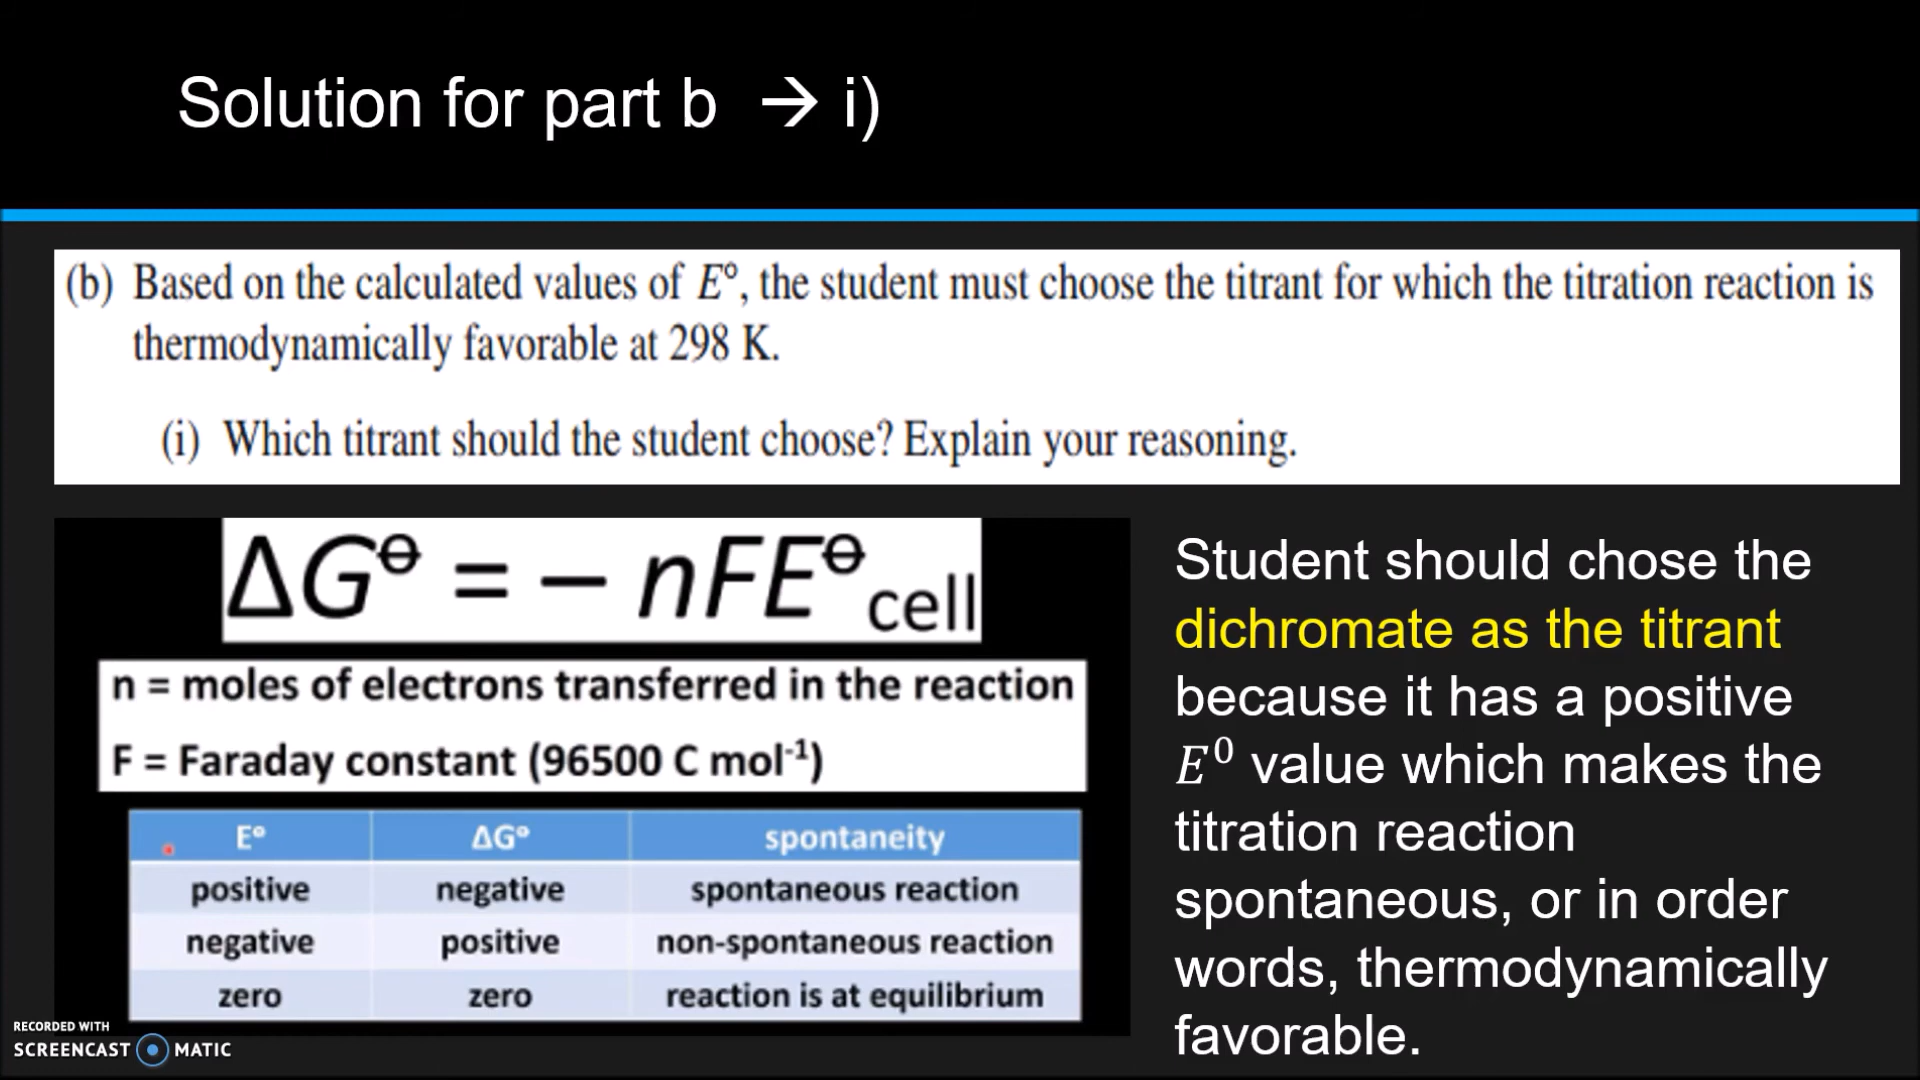 Solution for part b → i)
(b) Based on the calculated values of E°, the student must choose the titrant for which the titration reaction is
thermodynamically favorable at 298 K.
(i) Which titrant should the student choose? Explain your reasoning.
ΔG⊖ = – nFE⊖cell
n = moles of electrons transferred in the reaction
F = Faraday constant (96500 C mol⁻¹)
E° ΔG° spontaneity
positive negative spontaneous reaction
negative positive non-spontaneous reaction
zero zero reaction is at equilibrium
Student should chose the
dichromate as the titrant
because it has a positive
E⁰ value which makes the
titration reaction
spontaneous, or in order
words, thermodynamically
favorable.
RECORDED WITH
SCREENCAST MATIC